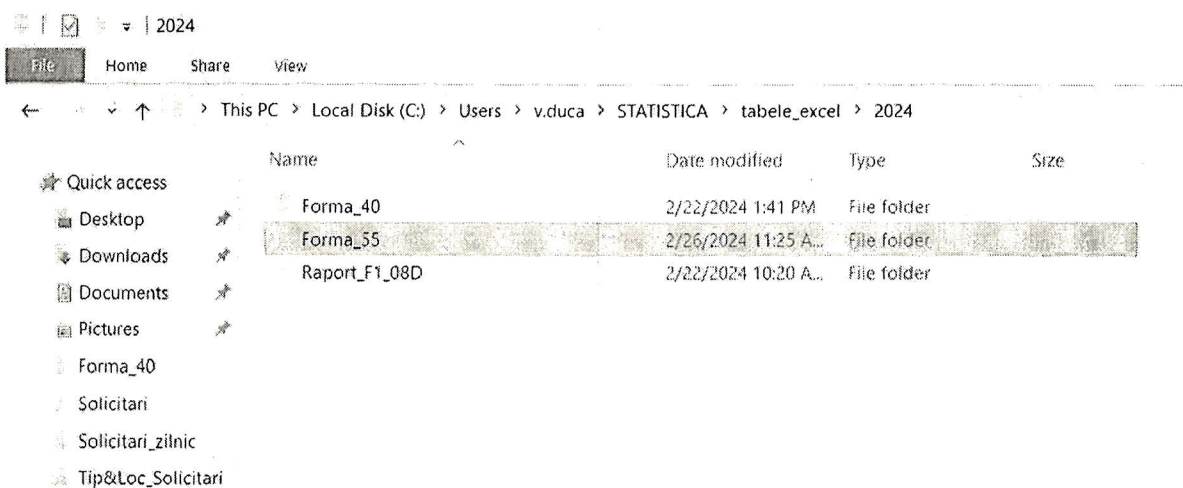 2024
File Home Share View
This PC > Local Disk (C:) > Users > v.duca > STATISTICA > tabele_excel > 2024
Name Date modified Type Size
Quick access
Desktop
Downloads
Documents
Pictures
Forma_40
Solicitari
Solicitari_zilnic
Tip&Loc_Solicitari
Forma_40 2/22/2024 1:41 PM File folder
Forma_55 2/26/2024 11:25 A... File folder
Raport_F1_08D 2/22/2024 10:20 A... File folder